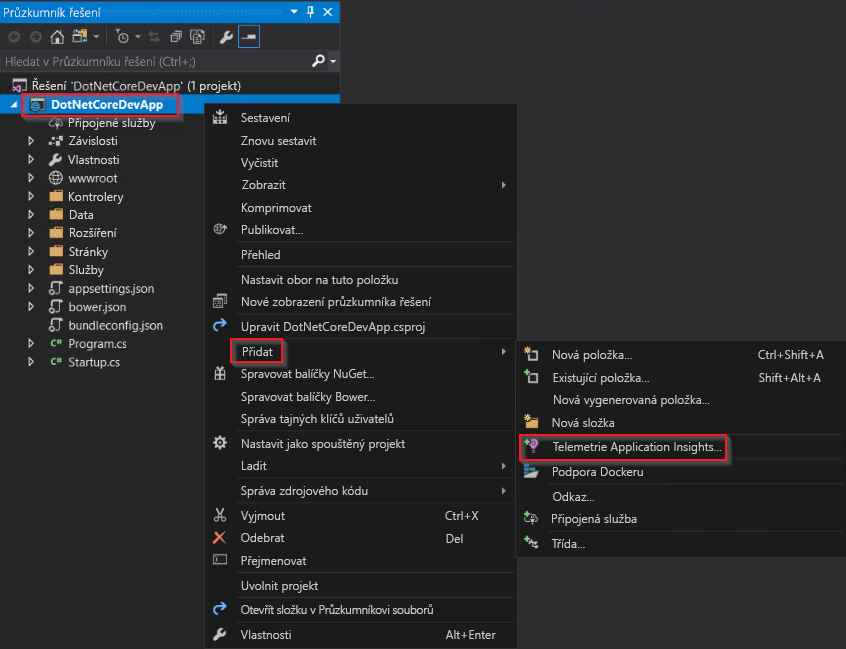 Průzkumník řešení
Hledat v Průzkumníku řešení (Ctrl+;)
Řešení 'DotNetCoreDevApp' (1 projekt)
DotNetCoreDevApp
Připojené služby
Závislosti
Vlastnosti
wwwroot
Kontrolery
Data
Rozšíření
Stránky
Služby
appsettings.json
bower.json
bundleconfig.json
C# Program.cs
C# Startup.cs
Sestavení
Znovu sestavit
Vyčistit
Zobrazit
Komprimovat
Publikovat...
Přehled
Nastavit obor na tuto položku
Nové zobrazení průzkumníka řešení
Upravit DotNetCoreDevApp.csproj
Přidat
Spravovat balíčky NuGet...
Spravovat balíčky Bower...
Správa tajných klíčů uživatelů
Nastavit jako spouštěný projekt
Ladit
Správa zdrojového kódu
Vyjmout Ctrl+X
Odebrat Del
Přejmenovat
Uvolnit projekt
Otevřít složku v Průzkumníkovi souborů
Vlastnosti Alt+Enter
Nová položka... Ctrl+Shift+A
Existující položka... Shift+Alt+A
Nová vygenerovaná položka...
Nová složka
Telemetrie Application Insights...
Podpora Dockeru
Odkaz...
Připojená služba
Třída...